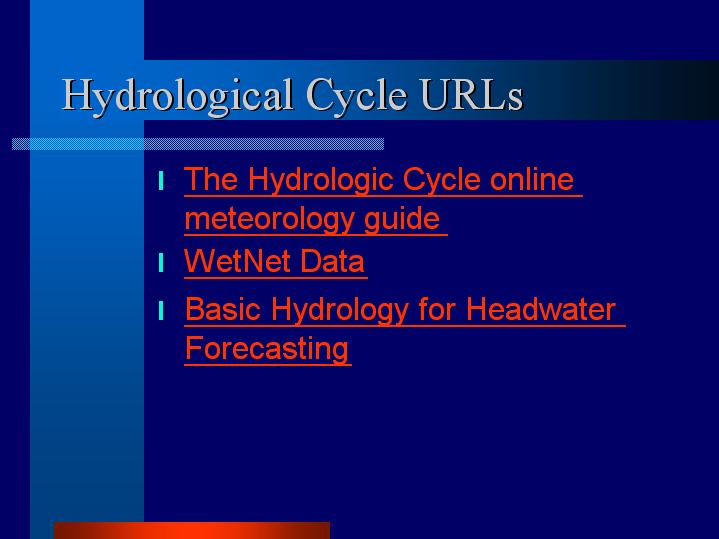 Hydrological Cycle URLs
The Hydrologic Cycle online
meteorology guide
WetNet Data
Basic Hydrology for Headwater
Forecasting